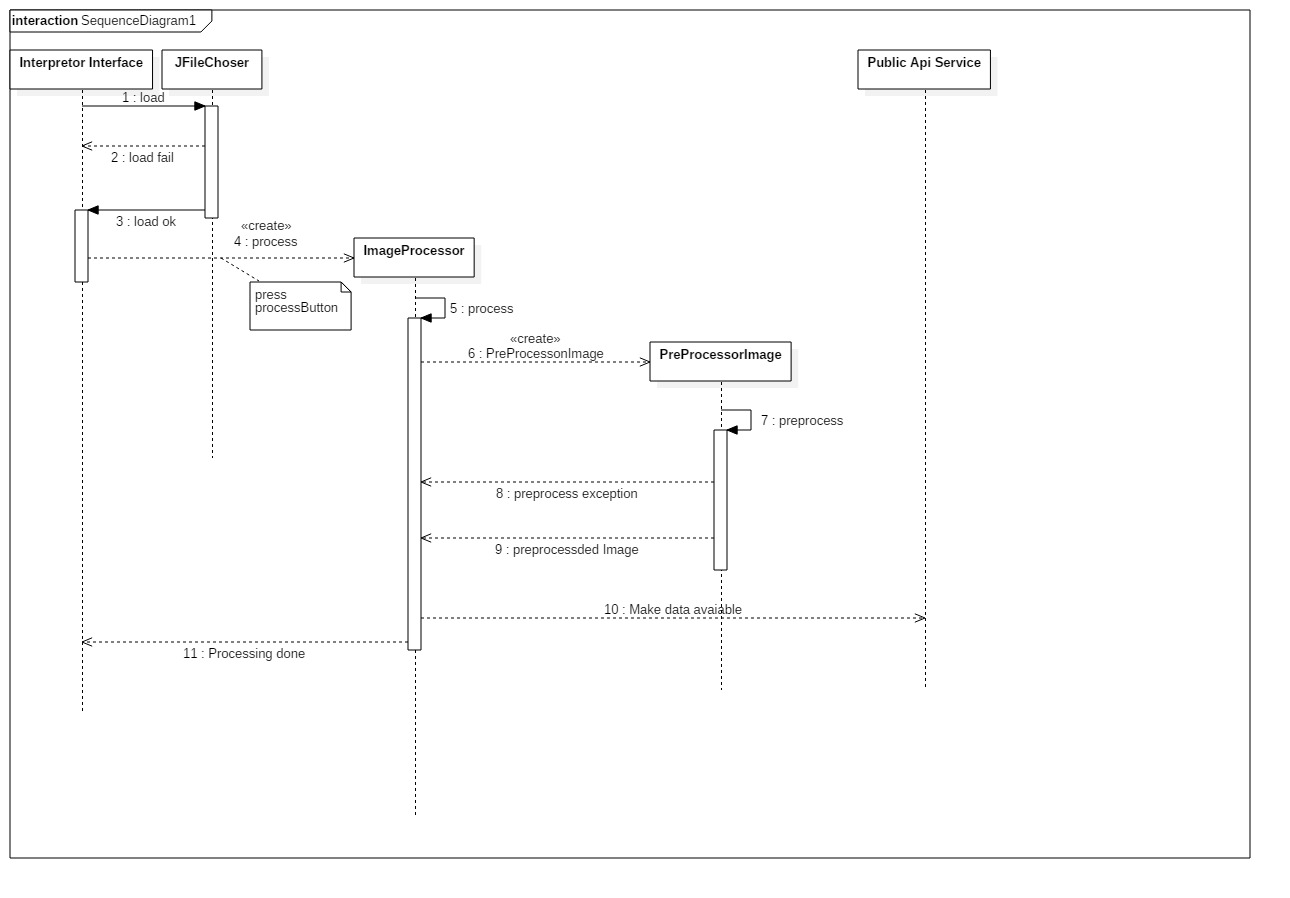 interaction SequenceDiagram1
Interpretor Interface
JFileChoser
Public Api Service
1 : load
2 : load fail
3 : load ok
«create»
4 : process
ImageProcessor
press
processButton
5 : process
«create»
6 : PreProcessonImage
PreProcessorImage
7 : preprocess
8 : preprocess exception
9 : preprocessded Image
10 : Make data avaiable
11 : Processing done